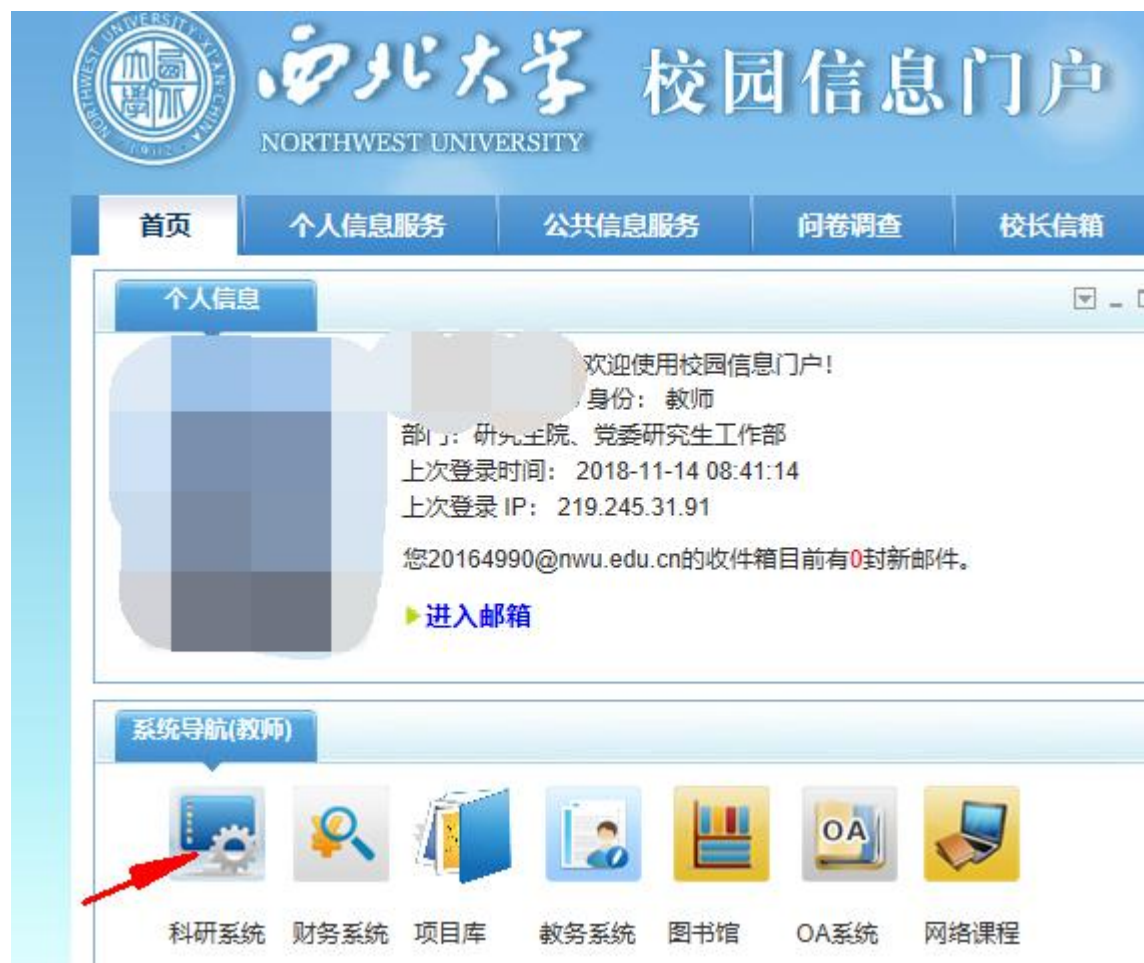 西北大学 校园信息门户
NORTHWEST UNIVERSITY
NORTHWEST UNIVERSITY XI'AN CHINA
1902
首页 个人信息服务 公共信息服务 问卷调查 校长信箱
个人信息
欢迎使用校园信息门户!
身份: 教师
部门: 研究生院、党委研究生工作部
上次登录时间: 2018-11-14 08:41:14
上次登录 IP: 219.245.31.91
您20164990@nwu.edu.cn的收件箱目前有0封新邮件。
进入邮箱
系统导航(教师)
OA
科研系统 财务系统 项目库 教务系统 图书馆 OA系统 网络课程